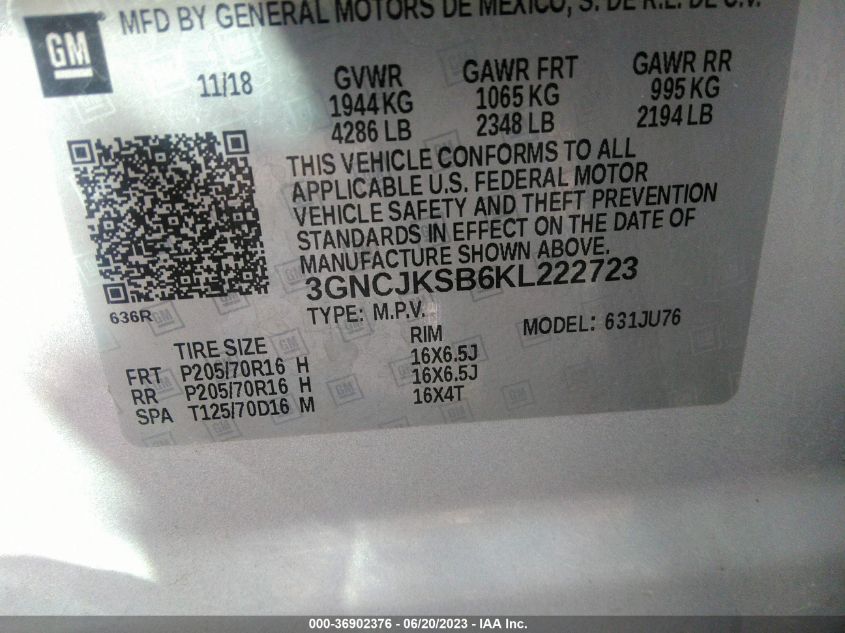 GM
MFD BY GENERAL MOTORS DE MEXICO, S. DE R.L. DE C.V.
11/18
GVWR
1944 KG
4286 LB
GAWR FRT
1065 KG
2348 LB
GAWR RR
995 KG
2194 LB
THIS VEHICLE CONFORMS TO ALL
APPLICABLE U.S. FEDERAL MOTOR
VEHICLE SAFETY AND THEFT PREVENTION
STANDARDS IN EFFECT ON THE DATE OF
MANUFACTURE SHOWN ABOVE.
3GNCJKSB6KL222723
636R
TYPE: M.P.V.
MODEL: 631JU76
TIRE SIZE RIM
FRT P205/70R16 H 16X6.5J
RR P205/70R16 H 16X6.5J
SPA T125/70D16 M 16X4T
000-36902376 - 06/20/2023 - IAA Inc.